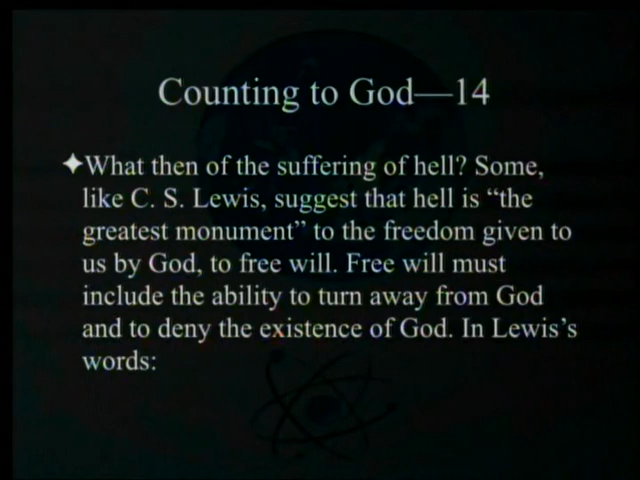 Counting to God—14
✦What then of the suffering of hell? Some,
like C. S. Lewis, suggest that hell is “the
greatest monument” to the freedom given to
us by God, to free will. Free will must
include the ability to turn away from God
and to deny the existence of God. In Lewis’s
words: